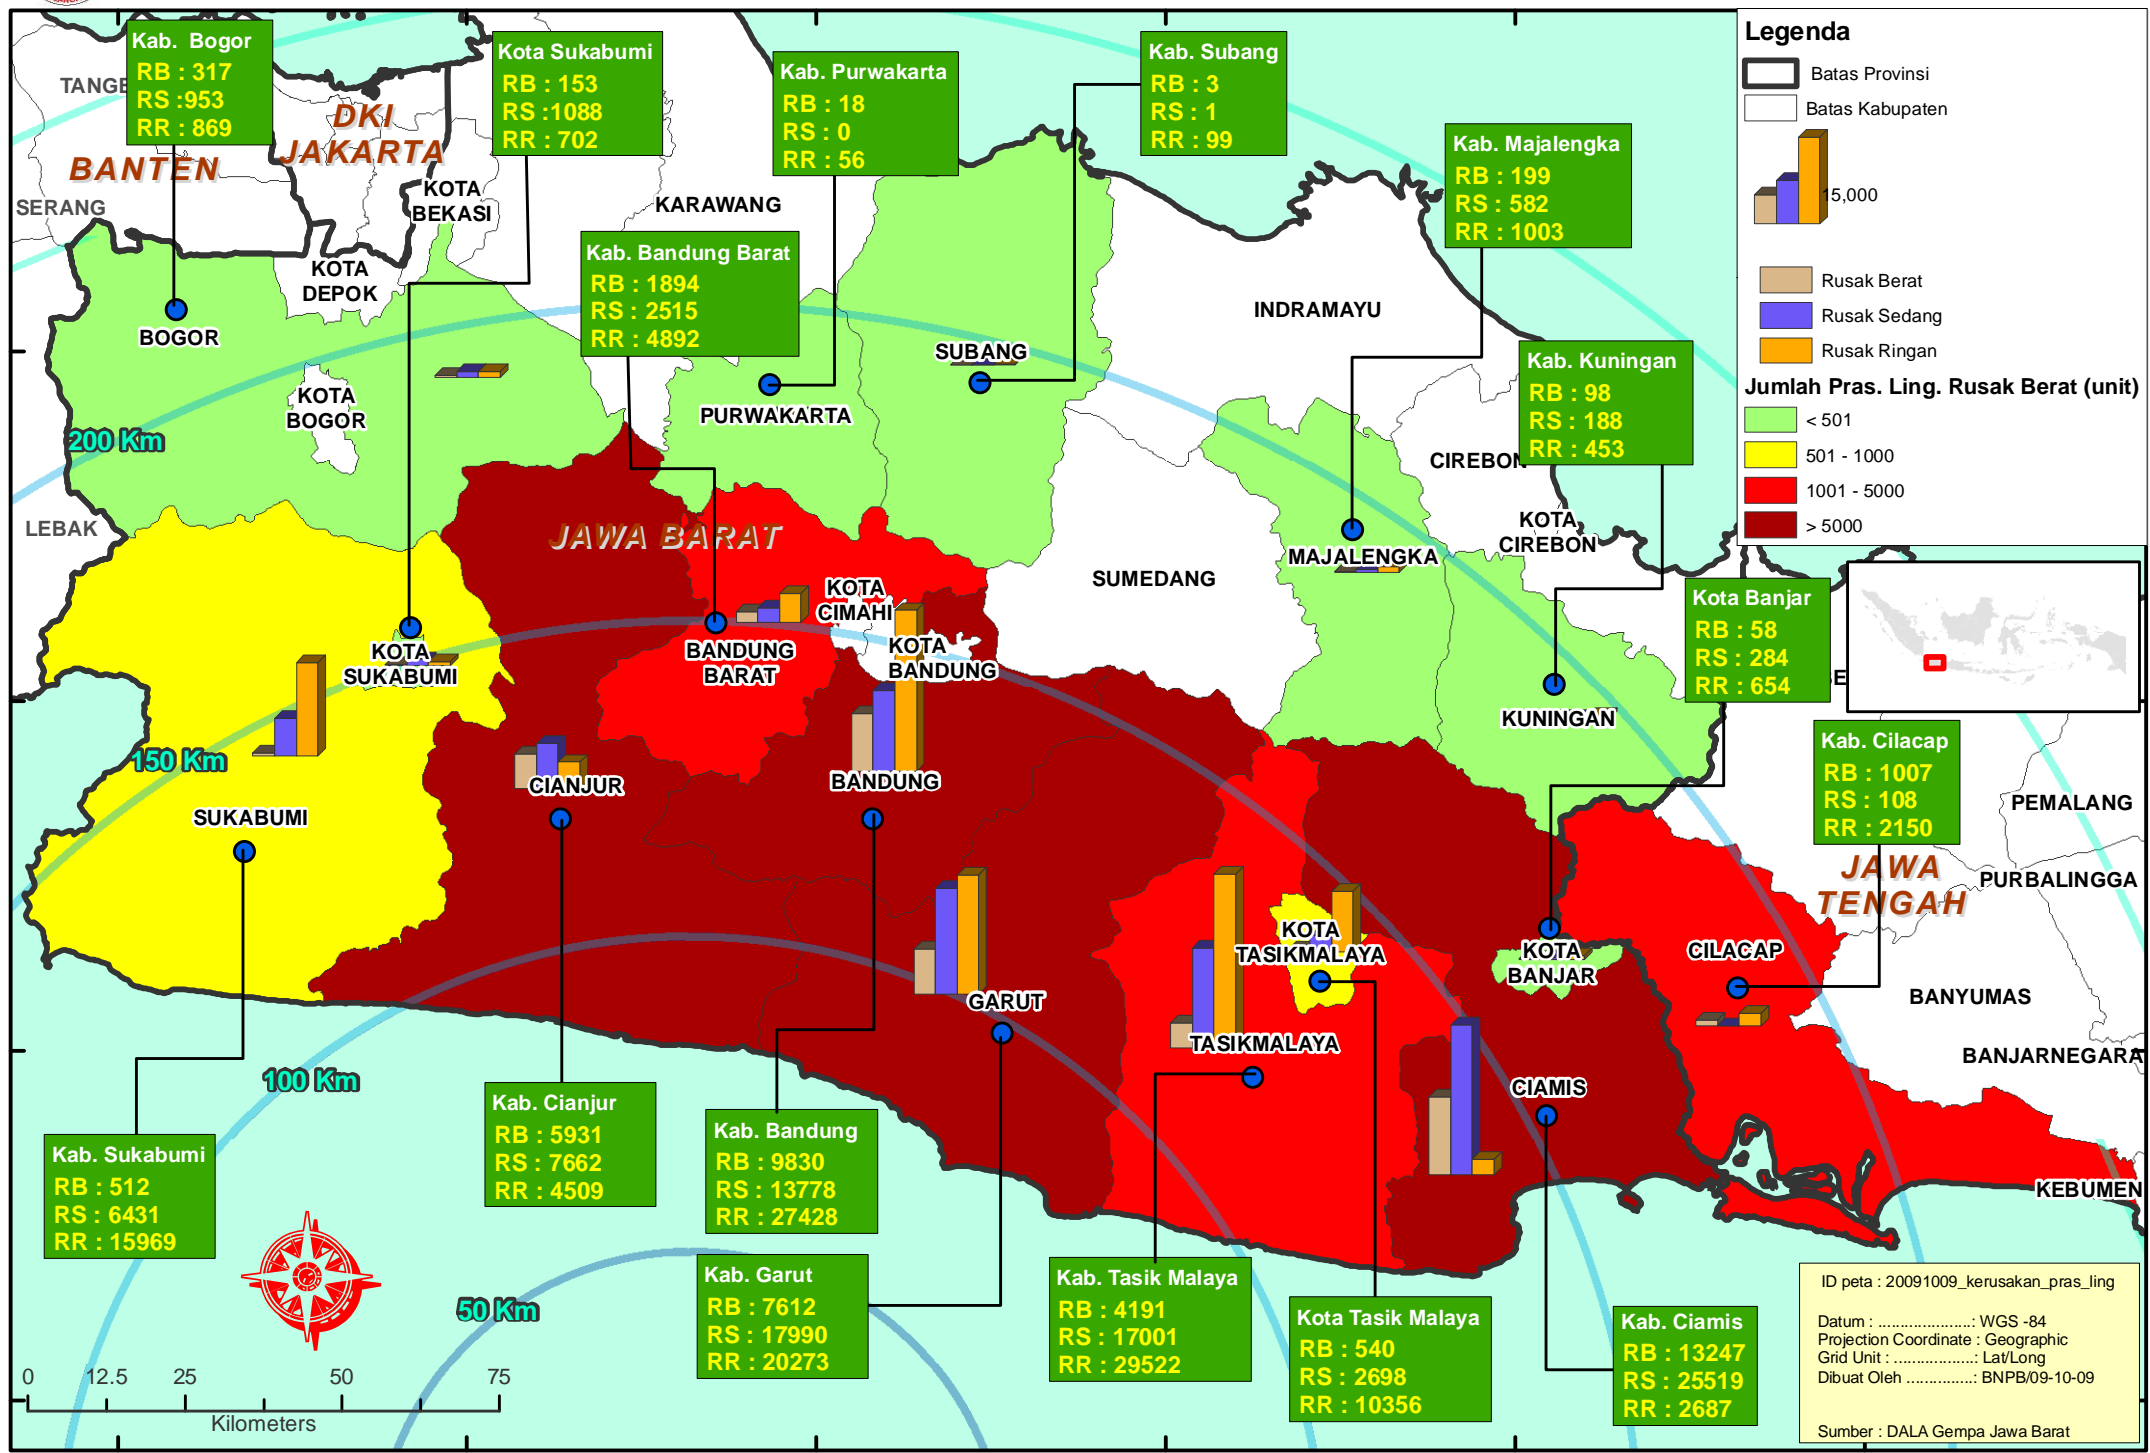 Kab.  Bogor
RB : 317
RS :953
RR : 869
Kota Sukabumi
RB : 153
RS :1088
RR : 702
Kab. Purwakarta
RB : 18
RS : 0
RR : 56
Kab. Subang
RB : 3
RS : 1
RR : 99
Kab. Majalengka
RB : 199
RS : 582
RR : 1003
Kab. Bandung Barat
RB : 1894
RS : 2515
RR : 4892
Kab. Kuningan
RB : 98
RS : 188
RR : 453
Kota Banjar
RB : 58
RS : 284
RR : 654
Kab. Cilacap
RB : 1007
RS : 108
RR : 2150
Legenda
Batas Provinsi
Batas Kabupaten
15,000
Rusak Berat
Rusak Sedang
Rusak Ringan
Jumlah Pras. Ling. Rusak Berat (unit)
< 501
501 - 1000
1001 - 5000
> 5000
DKI
JAKARTA
BANTEN
SERANG
KOTA
BEKASI
KARAWANG
KOTA
DEPOK
BOGOR
KOTA
BOGOR
200 Km
LEBAK
JAWA BARAT
PURWAKARTA
SUBANG
INDRAMAYU
CIREBON
KOTA
CIREBON
MAJALENGKA
SUMEDANG
KOTA
CIMAHI
KOTA
BANDUNG
BANDUNG
BARAT
KOTA
SUKABUMI
KUNINGAN
150 Km
SUKABUMI
CIANJUR
BANDUNG
PEMALANG
JAWA
TENGAH
PURBALINGGA
KOTA
TASIKMALAYA
KOTA
BANJAR
CILACAP
BANYUMAS
GARUT
TASIKMALAYA
BANJARNEGARA
CIAMIS
100 Km
KEBUMEN
50 Km
Kab. Sukabumi
RB : 512
RS : 6431
RR : 15969
Kab. Cianjur
RB : 5931
RS : 7662
RR : 4509
Kab. Bandung
RB : 9830
RS : 13778
RR : 27428
Kab. Garut
RB : 7612
RS : 17990
RR : 20273
Kab. Tasik Malaya
RB : 4191
RS : 17001
RR : 29522
Kota Tasik Malaya
RB : 540
RS : 2698
RR : 10356
Kab. Ciamis
RB : 13247
RS : 25519
RR : 2687
0 12.5 25 50 75
Kilometers
ID peta : 20091009_kerusakan_pras_ling
Datum : .....................: WGS -84
Projection Coordinate : Geographic
Grid Unit : ..................: Lat/Long
Dibuat Oleh ...............: BNPB/09-10-09
Sumber : DALA Gempa Jawa Barat